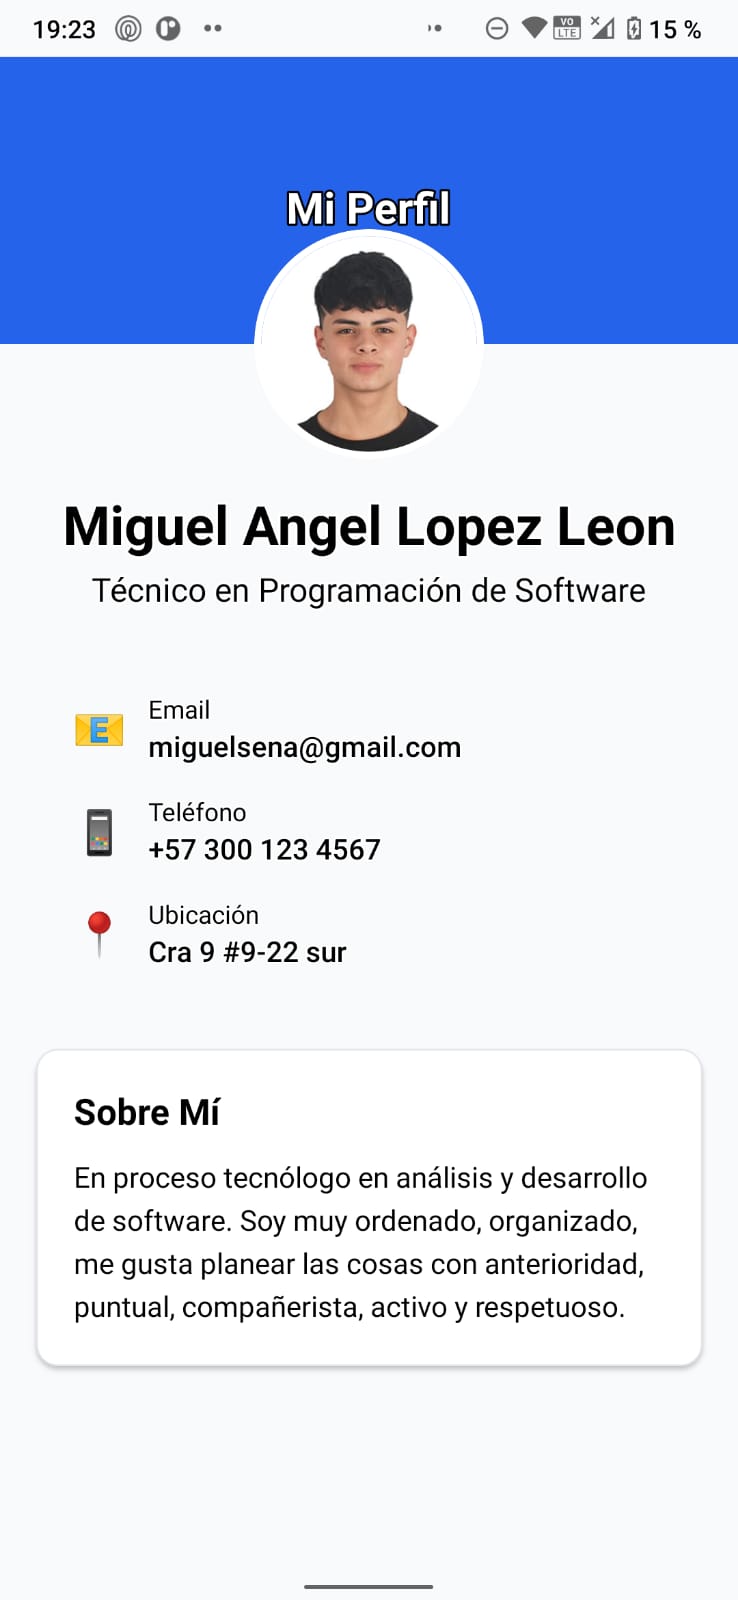 19:23
VO LTE
15 %
Mi Perfil
Miguel Angel Lopez Leon
Técnico en Programación de Software
E
Email
miguelsena@gmail.com
Teléfono
+57 300 123 4567
Ubicación
Cra 9 #9-22 sur
Sobre Mí
En proceso tecnólogo en análisis y desarrollo
de software. Soy muy ordenado, organizado,
me gusta planear las cosas con anterioridad,
puntual, compañerista, activo y respetuoso.